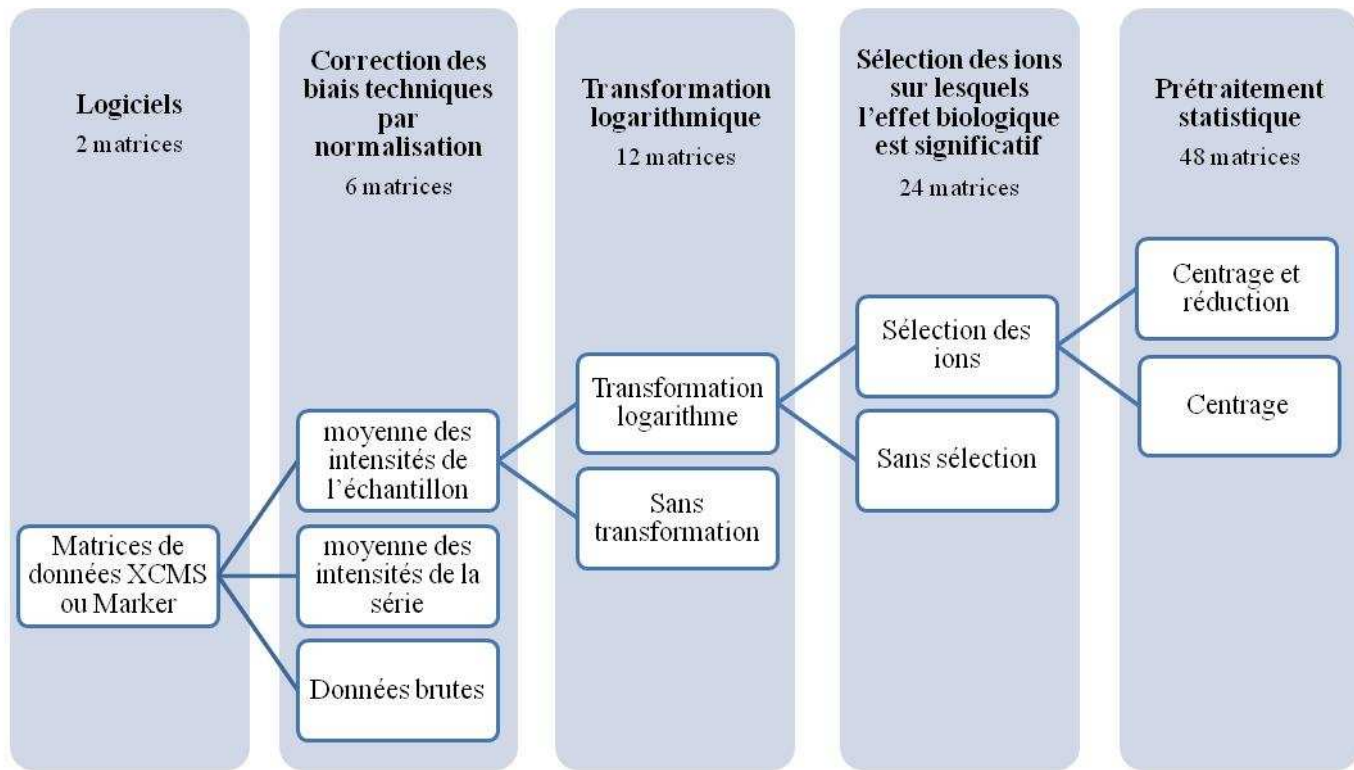 Logiciels
2 matrices
Correction des
biais techniques
par
normalisation
6 matrices
Transformation
logarithmique
12 matrices
Sélection des ions
sur lesquels
l’effet biologique
est significatif
24 matrices
Prétraitement
statistique
48 matrices
Matrices de
données XCMS
ou Marker
moyenne des
intensités de
l’échantillon
moyenne des
intensités de la
série
Données brutes
Transformation
logarithme
Sans
transformation
Sélection des
ions
Sans sélection
Centrage et
réduction
Centrage